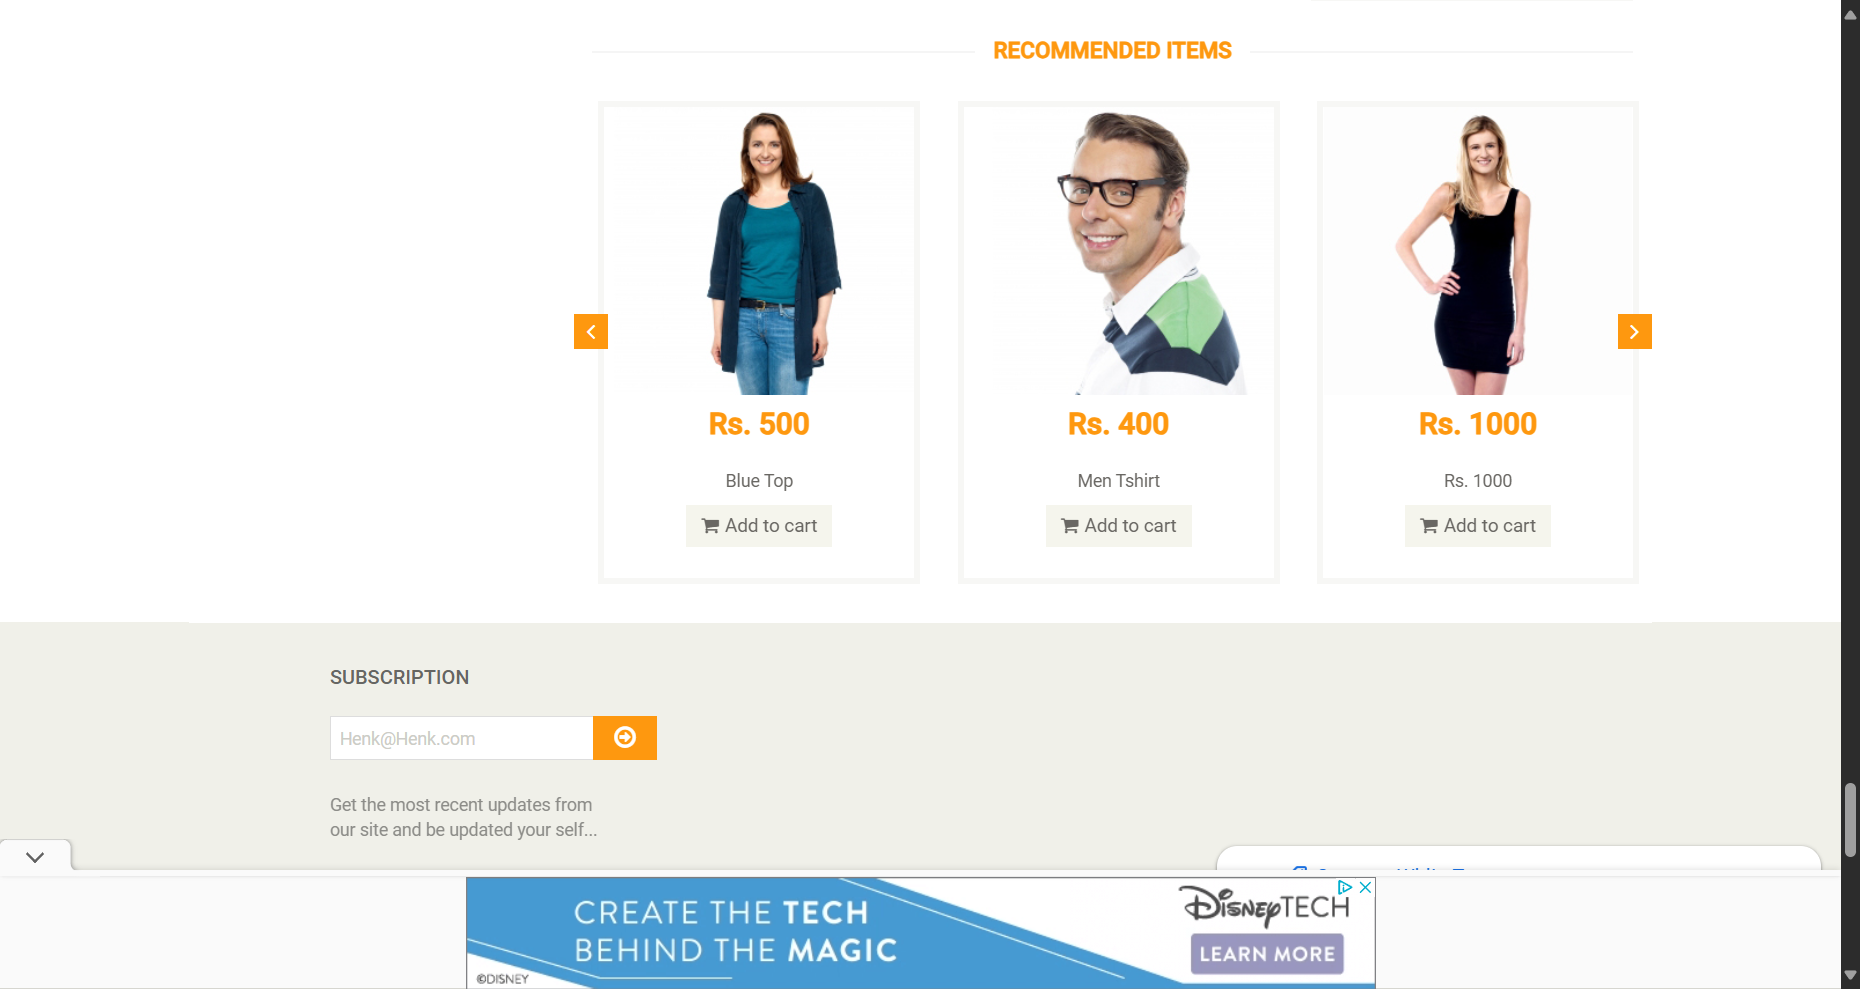 RECOMMENDED ITEMS
Rs. 500
Rs. 400
Rs. 1000
Blue Top
Men Tshirt
Rs. 1000
Add to cart
Add to cart
Add to cart
SUBSCRIPTION
Henk@Henk.com
Get the most recent updates from
our site and be updated your self...
CREATE THE TECH
BEHIND THE MAGIC
©DISNEY
DISNEYTECH
LEARN MORE